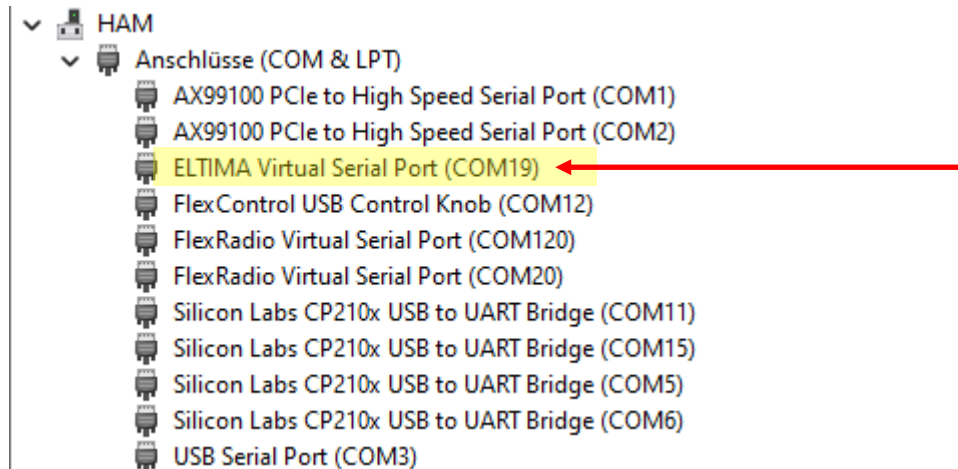 HAM
Anschlüsse (COM & LPT)
AX99100 PCIe to High Speed Serial Port (COM1)
AX99100 PCIe to High Speed Serial Port (COM2)
ELTIMA Virtual Serial Port (COM19)
FlexControl USB Control Knob (COM12)
FlexRadio Virtual Serial Port (COM120)
FlexRadio Virtual Serial Port (COM20)
Silicon Labs CP210x USB to UART Bridge (COM11)
Silicon Labs CP210x USB to UART Bridge (COM15)
Silicon Labs CP210x USB to UART Bridge (COM5)
Silicon Labs CP210x USB to UART Bridge (COM6)
USB Serial Port (COM3)